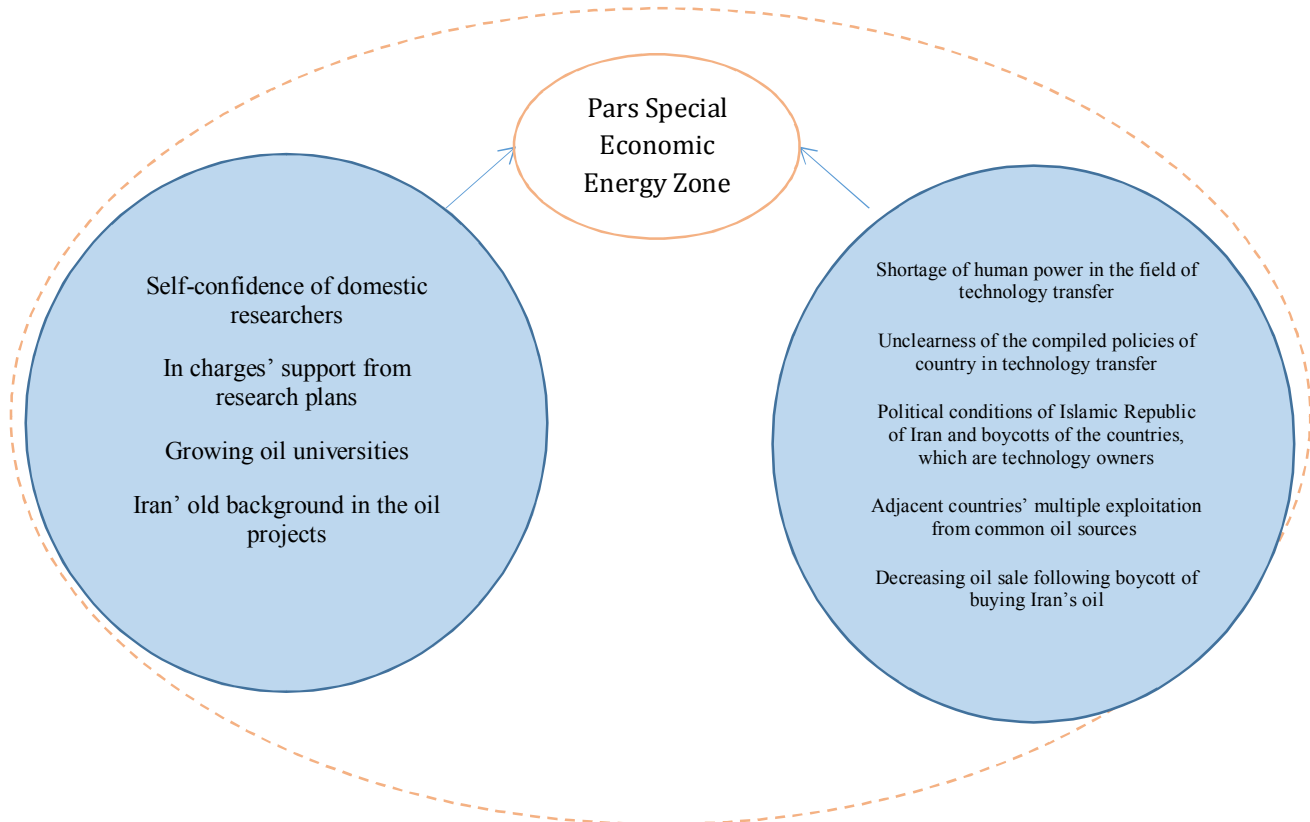 Pars Special
Economic
Energy Zone
Self-confidence of domestic
researchers
In charges’ support from
research plans
Growing oil universities
Iran’ old background in the oil
projects
Shortage of human power in the field of
technology transfer
Unclearness of the compiled policies of
country in technology transfer
Political conditions of Islamic Republic
of Iran and boycotts of the countries,
which are technology owners
Adjacent countries’ multiple exploitation
from common oil sources
Decreasing oil sale following boycott of
buying Iran’s oil